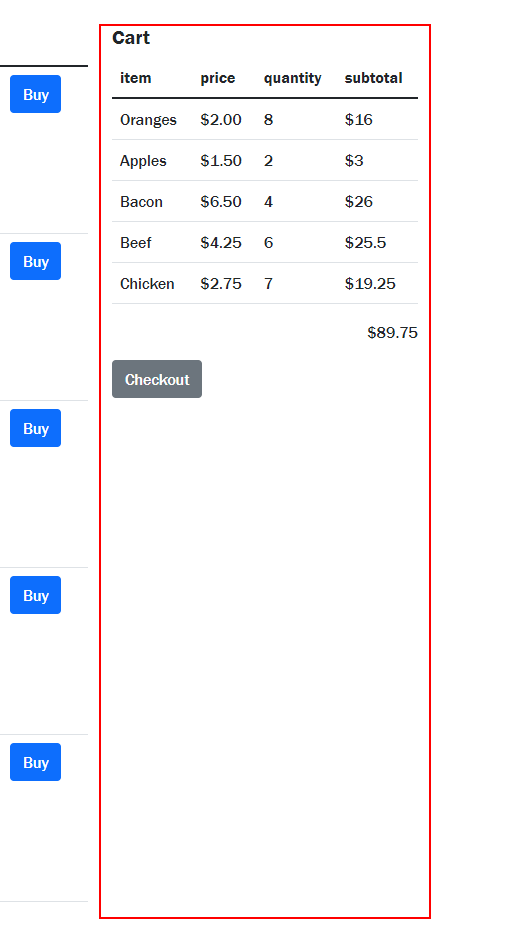 Cart
item price quantity subtotal
Buy
Oranges $2.00 8 $16
Apples $1.50 2 $3
Bacon $6.50 4 $26
Buy
Beef $4.25 6 $25.5
Chicken $2.75 7 $19.25
$89.75
Checkout
Buy
Buy
Buy